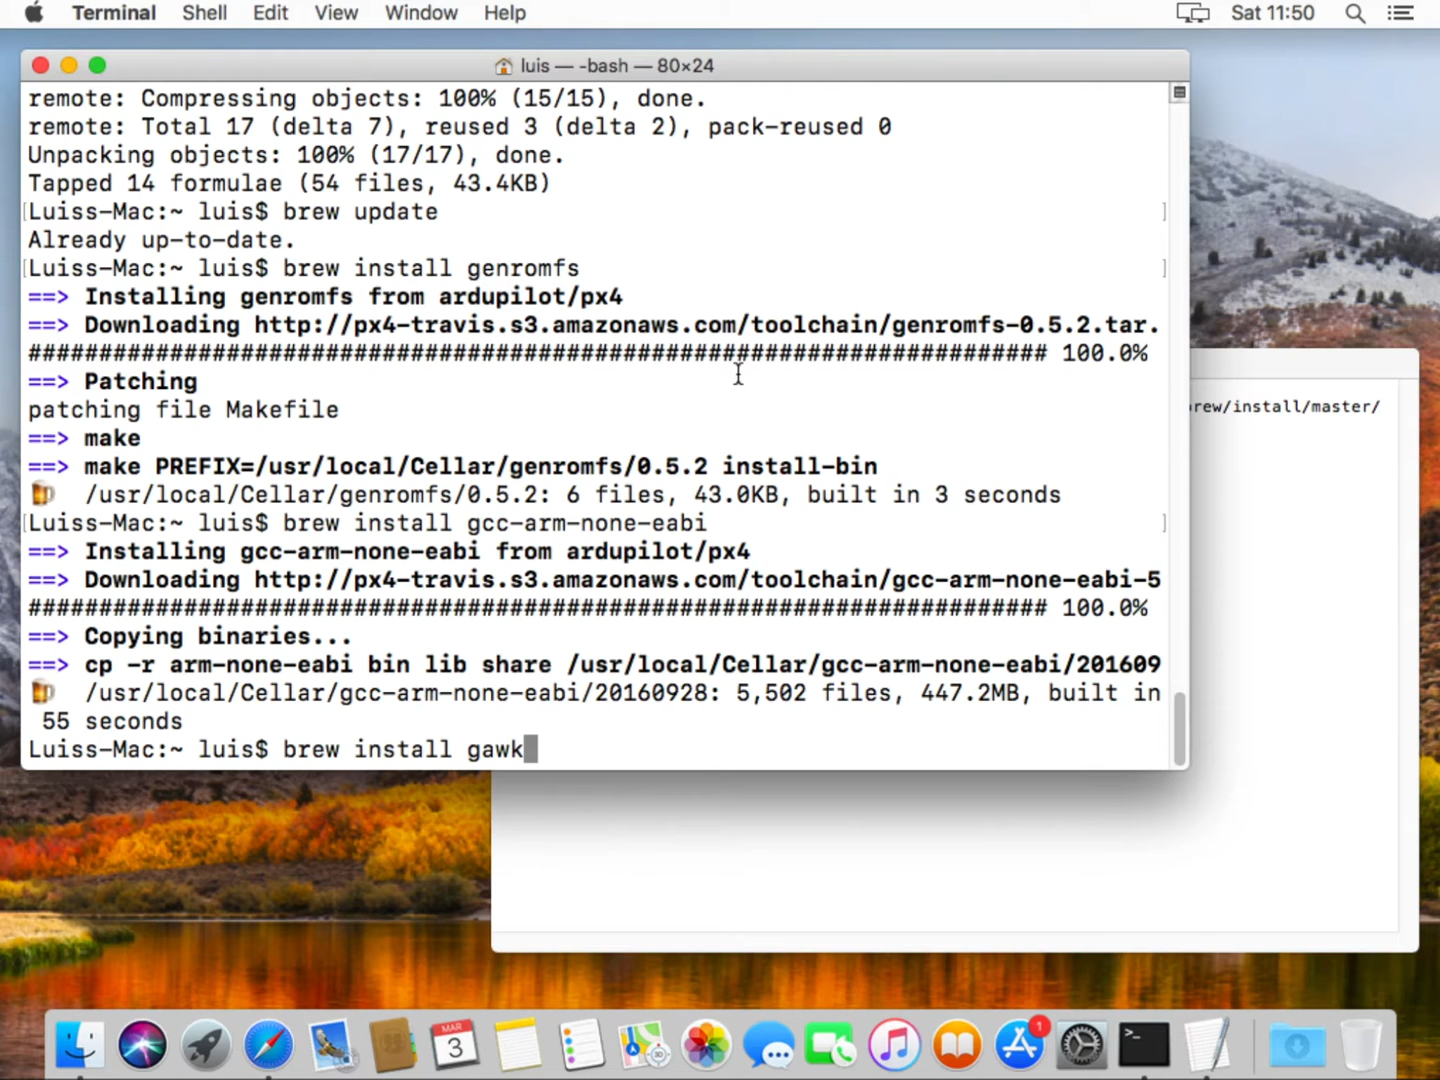 Terminal Shell Edit View Window Help Sat 11:50
luis — -bash — 80×24
remote: Compressing objects: 100% (15/15), done.
remote: Total 17 (delta 7), reused 3 (delta 2), pack-reused 0
Unpacking objects: 100% (17/17), done.
Tapped 14 formulae (54 files, 43.4KB)
[Luiss-Mac:~ luis$ brew update ]
Already up-to-date.
[Luiss-Mac:~ luis$ brew install genromfs ]
==> Installing genromfs from ardupilot/px4
==> Downloading http://px4-travis.s3.amazonaws.com/toolchain/genromfs-0.5.2.tar.
######################################################################## 100.0%
==> Patching
patching file Makefile
==> make
==> make PREFIX=/usr/local/Cellar/genromfs/0.5.2 install-bin
/usr/local/Cellar/genromfs/0.5.2: 6 files, 43.0KB, built in 3 seconds
[Luiss-Mac:~ luis$ brew install gcc-arm-none-eabi ]
==> Installing gcc-arm-none-eabi from ardupilot/px4
==> Downloading http://px4-travis.s3.amazonaws.com/toolchain/gcc-arm-none-eabi-5
######################################################################## 100.0%
==> Copying binaries...
==> cp -r arm-none-eabi bin lib share /usr/local/Cellar/gcc-arm-none-eabi/201609
/usr/local/Cellar/gcc-arm-none-eabi/20160928: 5,502 files, 447.2MB, built in
55 seconds
Luiss-Mac:~ luis$ brew install gawk
rew/install/master/
MAR
3
1